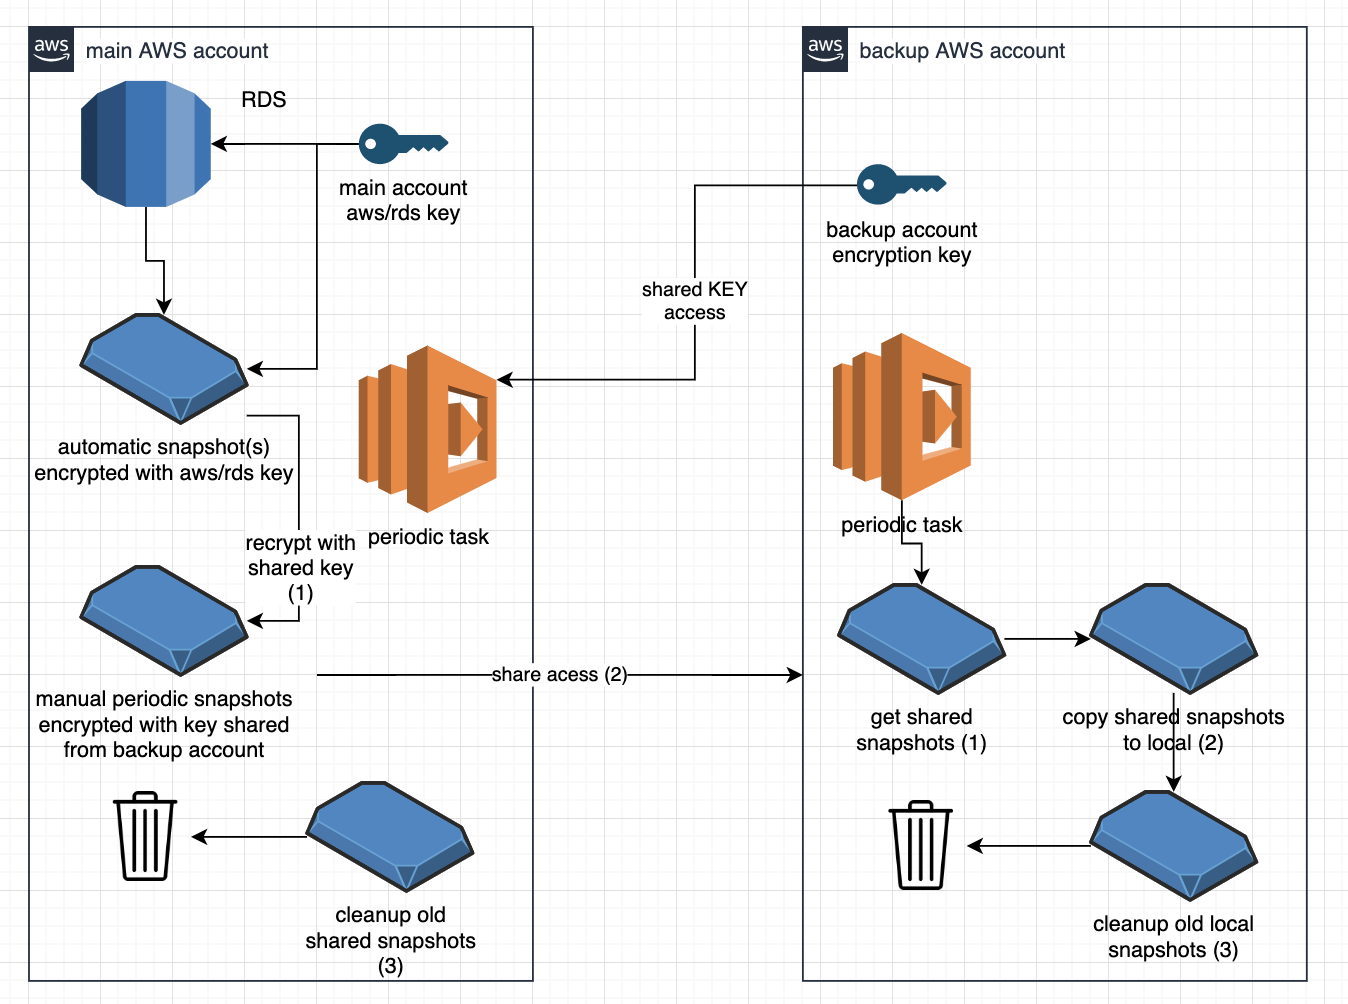 aws
main AWS account
RDS
main account
aws/rds key
automatic snapshot(s)
encrypted with aws/rds key
recrypt with
shared key
(1)
periodic task
manual periodic snapshots
encrypted with key shared
from backup account
cleanup old
shared snapshots
(3)
shared KEY
access
share acess (2)
aws
backup AWS account
backup account
encryption key
periodic task
get shared
snapshots (1)
copy shared snapshots
to local (2)
cleanup old local
snapshots (3)